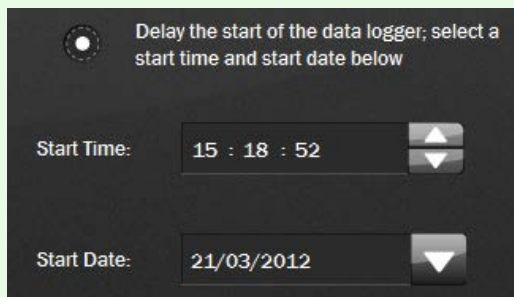 Delay the start of the data logger; select a
start time and start date below
Start Time: 15 : 18 : 52
Start Date: 21/03/2012